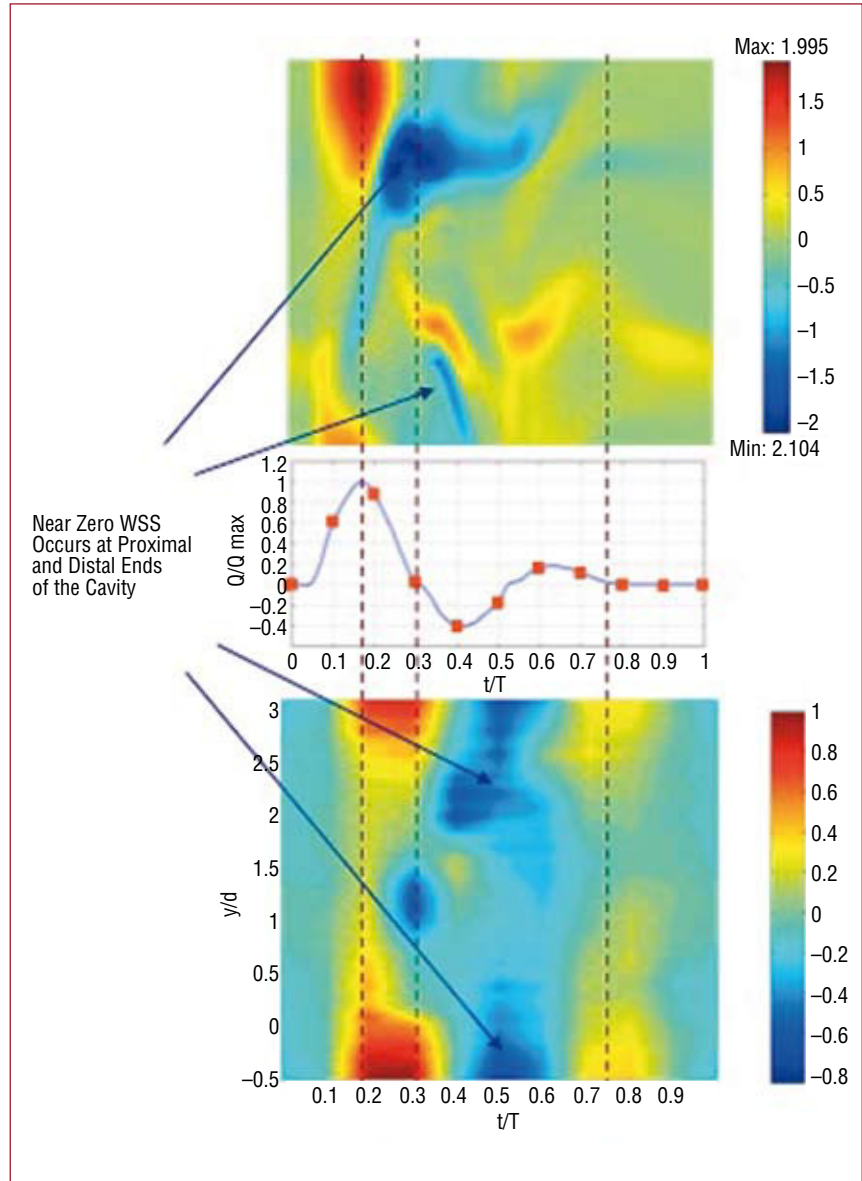 Max: 1.995
1.5
1
0.5
0
−0.5
−1
−1.5
−2
Min: 2.104
Near Zero WSS
Occurs at Proximal
and Distal Ends
of the Cavity
Q/Q max
1.2
1
0.8
0.6
0.4
0.2
0
−0.2
−0.4
0 0.1 0.2 0.3 0.4 0.5 0.6 0.7 0.8 0.9 1
t/T
y/d
3
2.5
2
1.5
1
0.5
0
−0.5
0.1 0.2 0.3 0.4 0.5 0.6 0.7 0.8 0.9
t/T
1
0.8
0.6
0.4
0.2
0
−0.2
−0.4
−0.6
−0.8